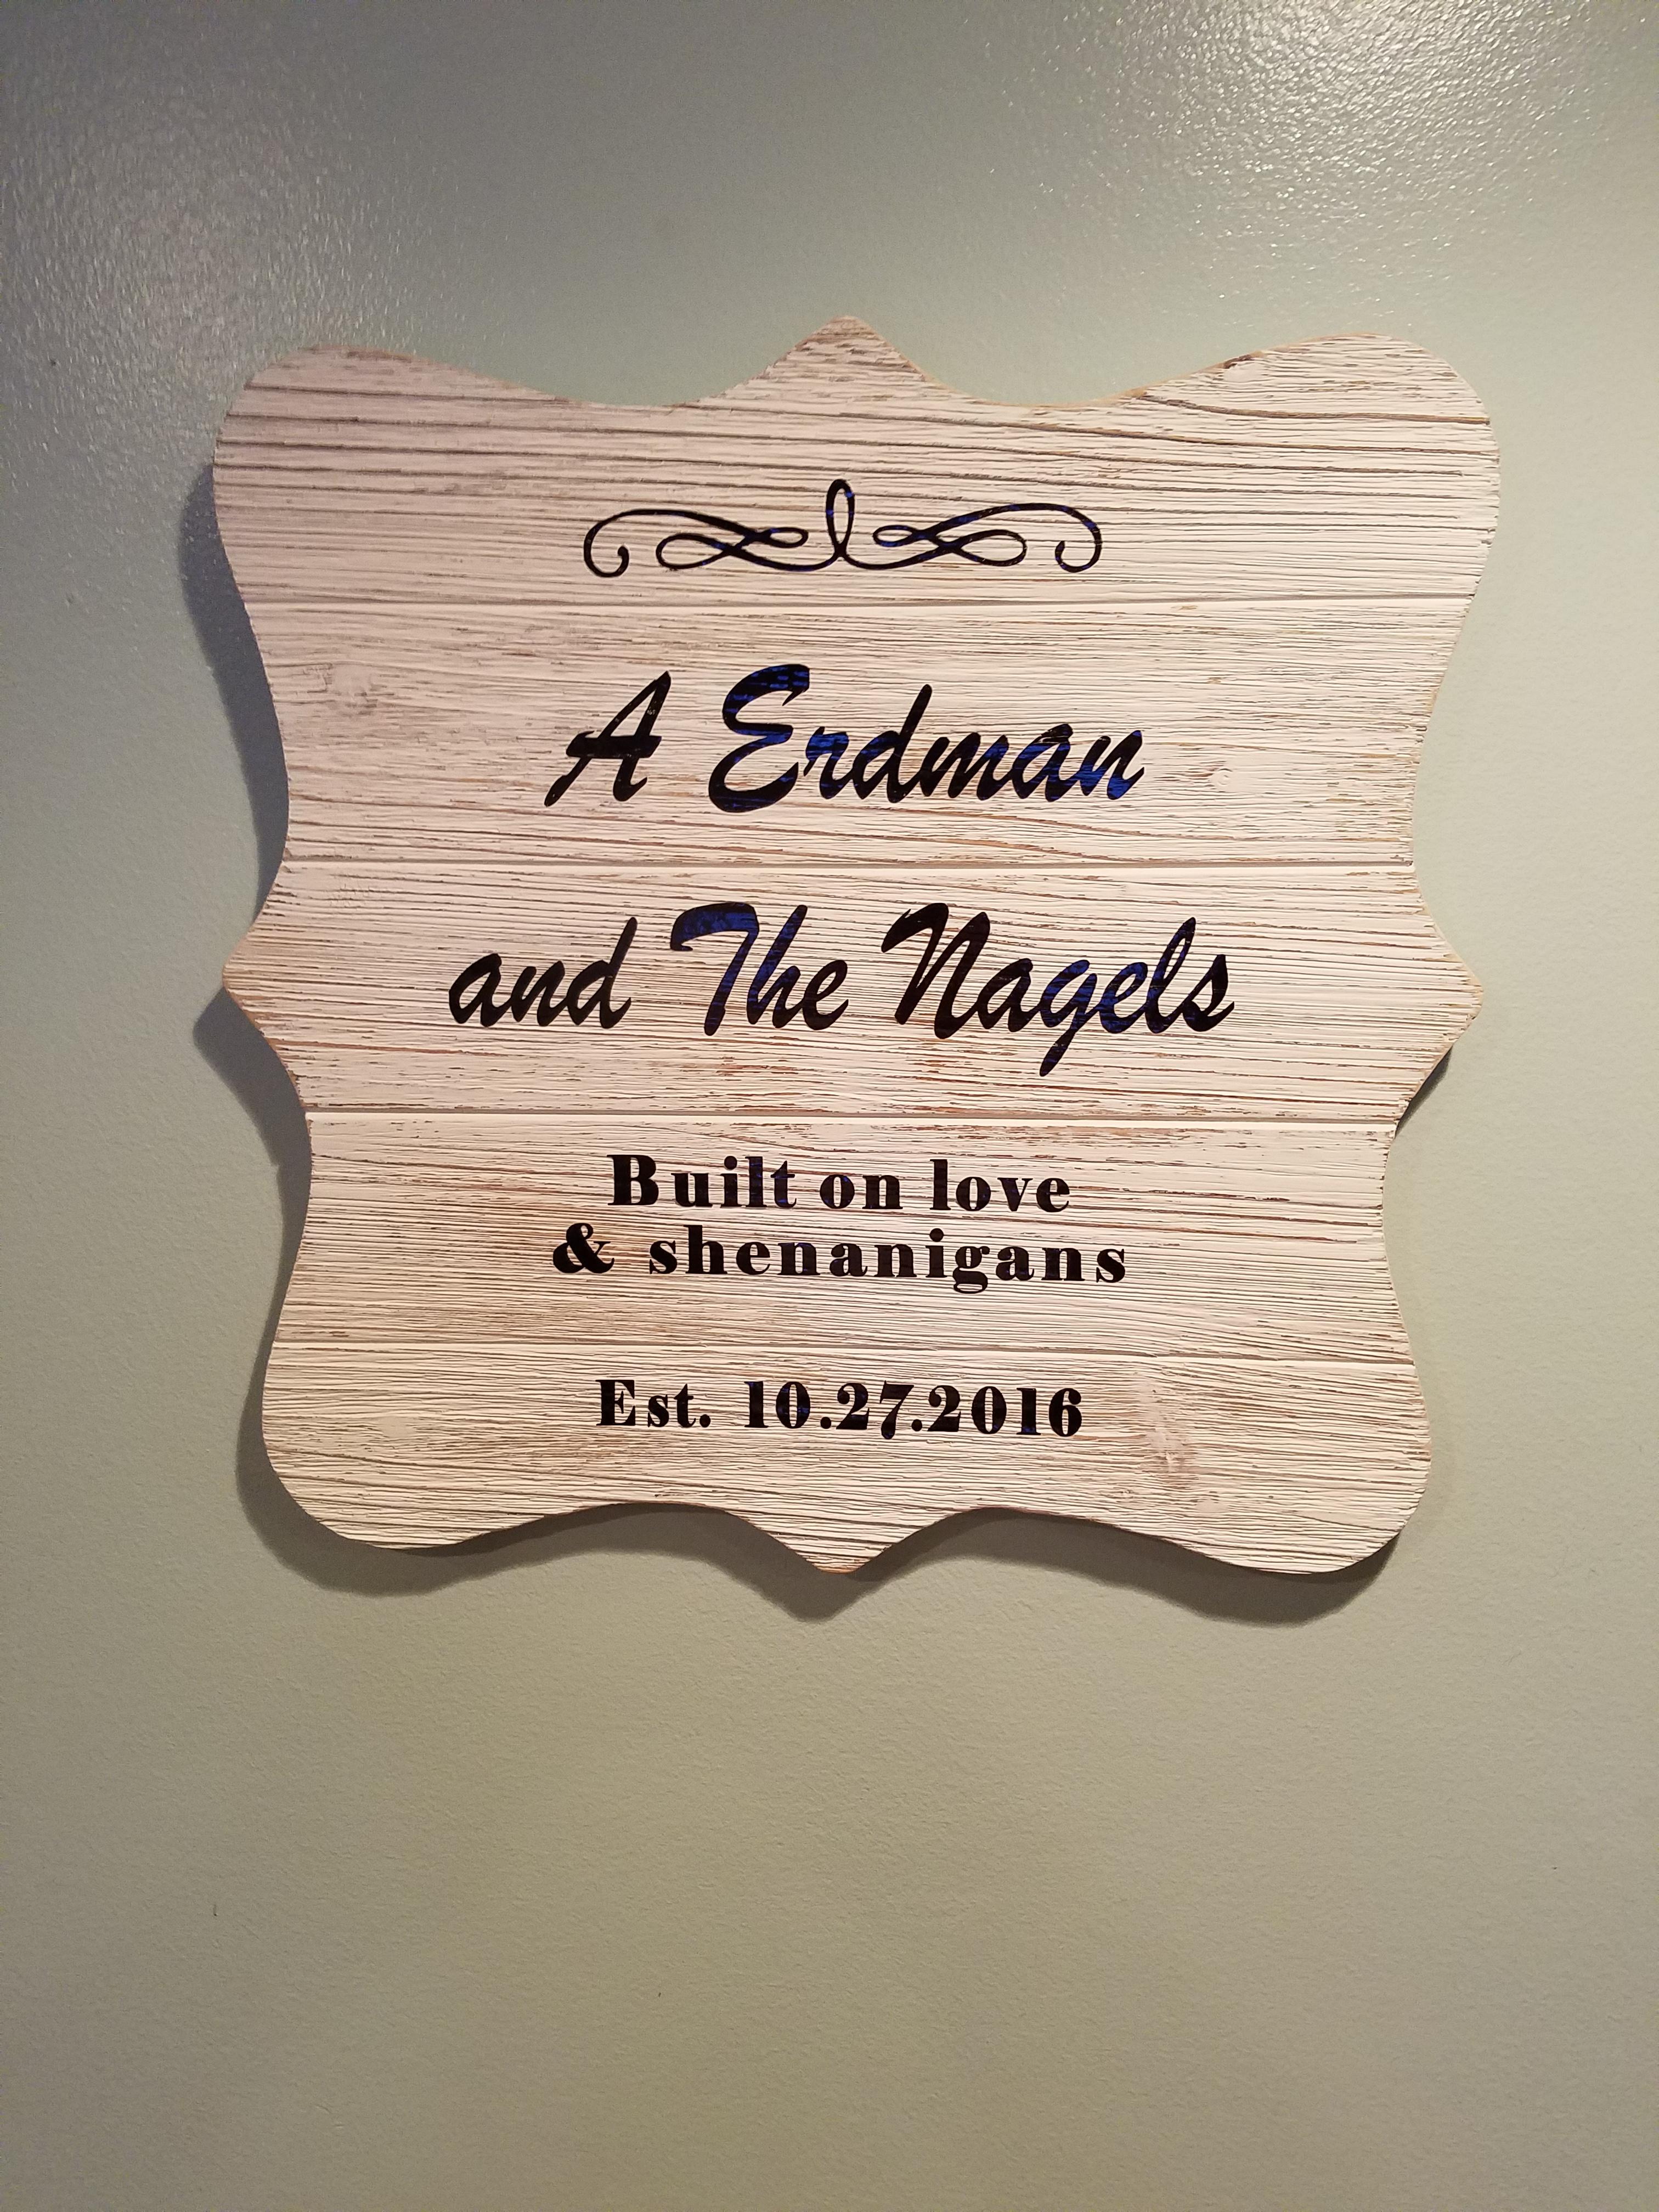 A Erdman
and The Nagels
Built on love
& shenanigans
Est. 10.27.2016